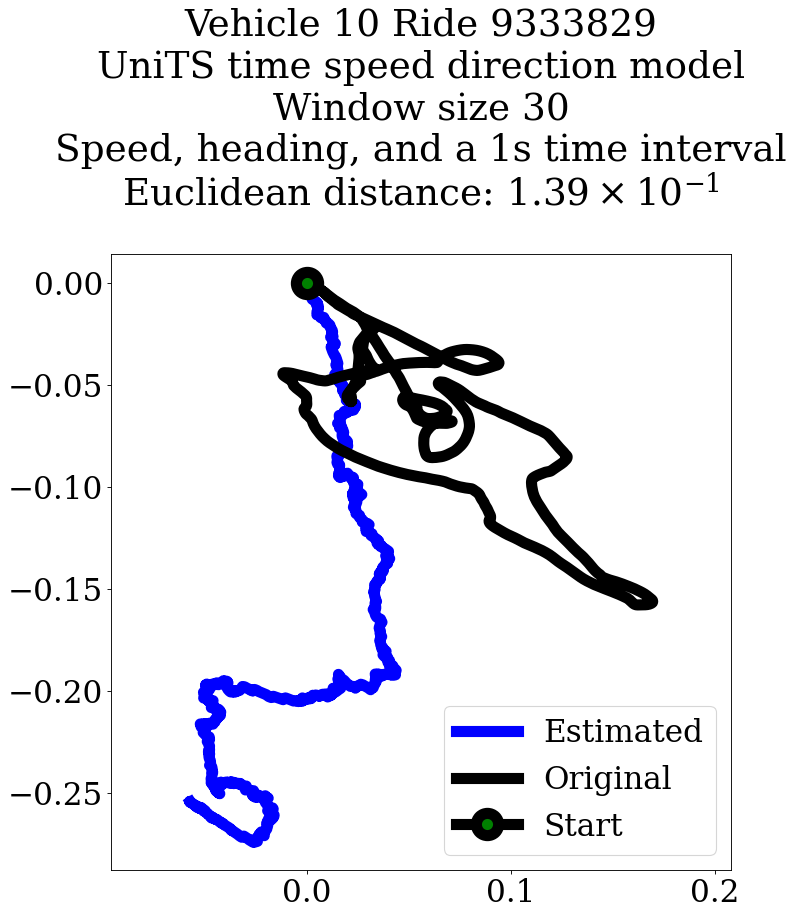 Vehicle 10 Ride 9333829
UniTS time speed direction model
Window size 30
Speed, heading, and a 1s time interval
Euclidean distance: 1.39 × 10⁻¹
0.00
−0.05
−0.10
−0.15
−0.20
−0.25
0.0
0.1
0.2
Estimated
Original
Start